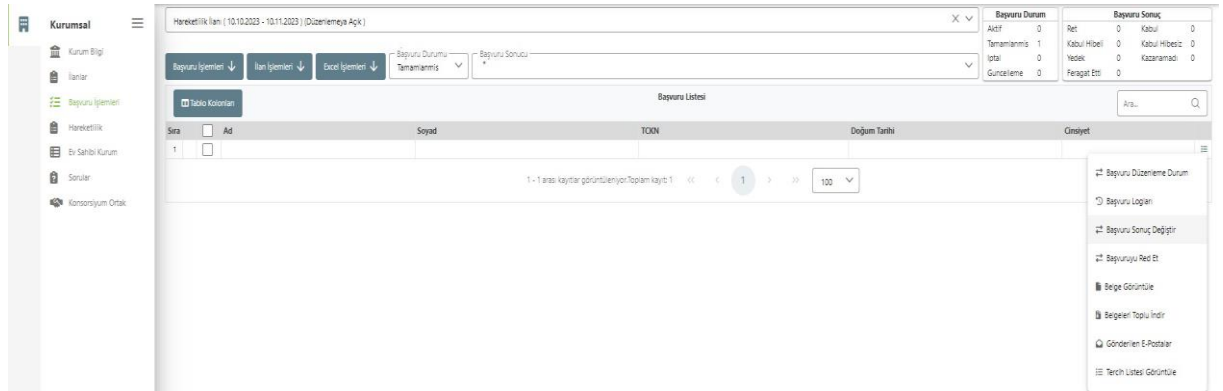 Kurumsal
Kurum Bilgi
İlanlar
Başvuru İşlemleri
Hareketlilik
Ev Sahibi Kurum
Sorular
Konsorsiyum Ortak
Hareketlilik İlanı ( 10.10.2023 - 10.11.2023 ) (Düzenlemeye Açık )
Başvuru Durum
Aktif 0
Tamamlanmis 1
Iptal 0
Guncelleme 0
Başvuru Sonuç
Ret 0 Kabul 0
Kabul Hibeli 0 Kabul Hibesiz 0
Yedek 0 Kazanamadı 0
Feragat Etti 0
Başvuru İşlemleri İlan İşlemleri Excel İşlemleri
Başvuru Durumu
Tamamlanmis
Başvuru Sonucu
*
Tablo Kolonları
Başvuru Listesi
Ara...
Sıra Ad Soyad TCKN Doğum Tarihi Cinsiyet
1
1 - 1 arası kayıtlar görüntüleniyor.Toplam kayıt: 1 << < 1 > >> 100
Başvuru Düzenleme Durum
Başvuru Logları
Başvuru Sonuç Değiştir
Başvuruyu Red Et
Belge Görüntüle
Belgeleri Toplu İndir
Gönderilen E-Postalar
Tercih Listesi Görüntüle